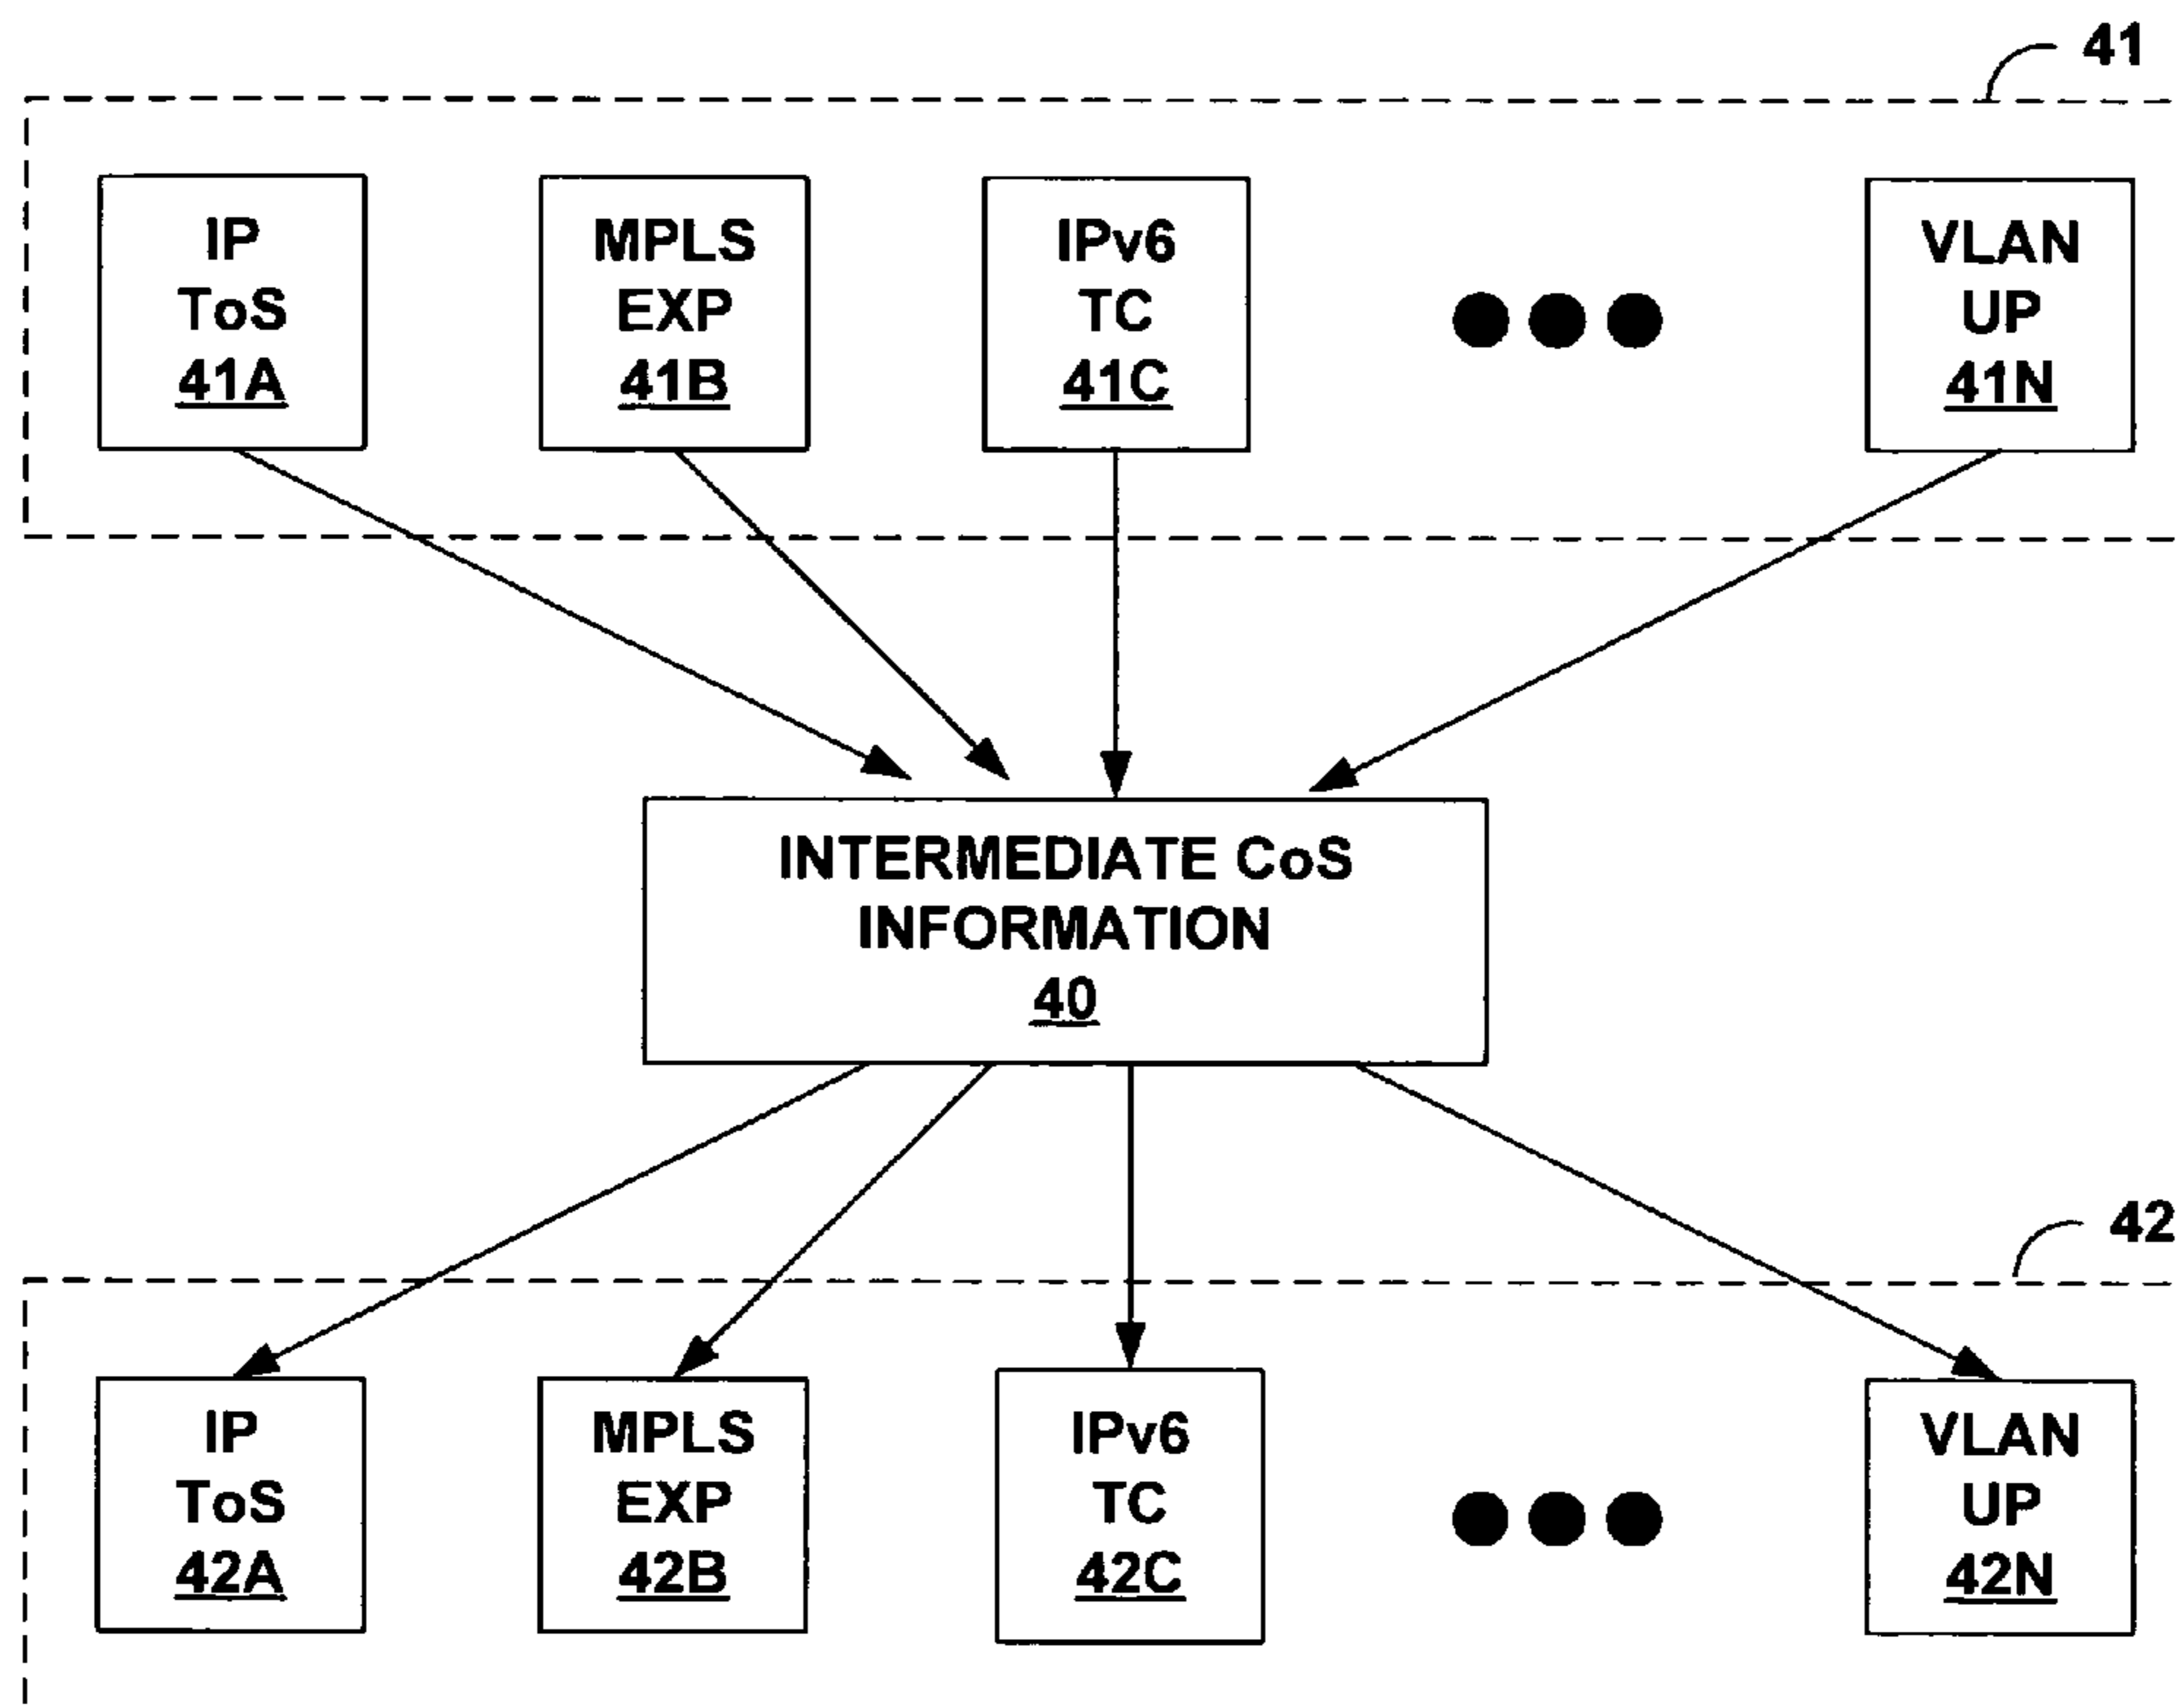 41
IP
ToS
41A
MPLS
EXP
41B
IPv6
TC
41C
VLAN
UP
41N
INTERMEDIATE CoS
INFORMATION
40
42
IP
ToS
42A
MPLS
EXP
42B
IPv6
TC
42C
VLAN
UP
42N